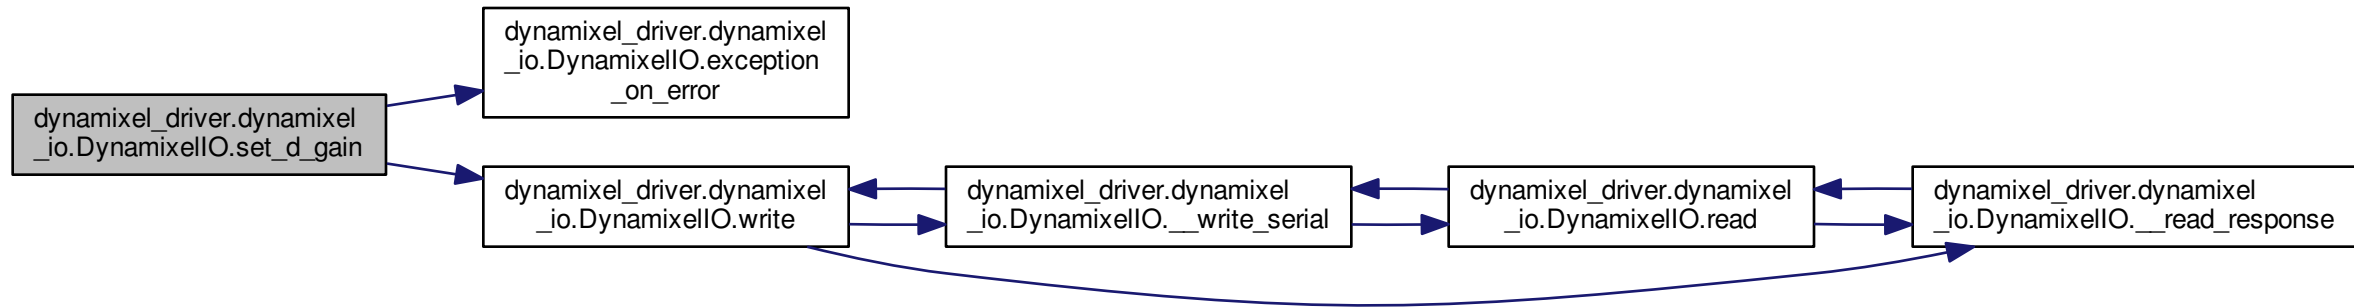 dynamixel_driver.dynamixel
_io.DynamixelIO.set_d_gain
dynamixel_driver.dynamixel
_io.DynamixelIO.exception
_on_error
dynamixel_driver.dynamixel
_io.DynamixelIO.write
dynamixel_driver.dynamixel
_io.DynamixelIO.__write_serial
dynamixel_driver.dynamixel
_io.DynamixelIO.read
dynamixel_driver.dynamixel
_io.DynamixelIO.__read_response